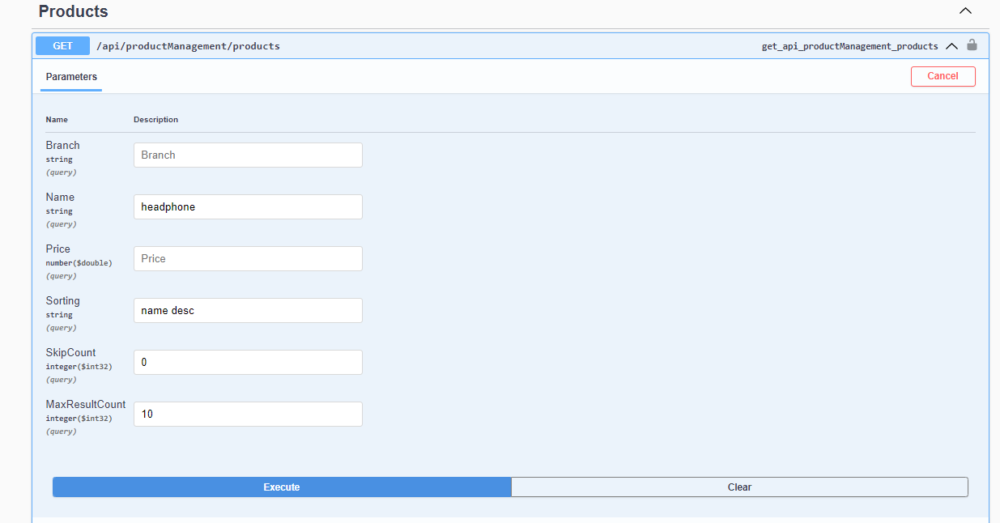 Products
GET /api/productManagement/products get_api_productManagement_products
Parameters Cancel
Name Description
Branch
string
(query)
Branch
Name
string
(query)
headphone
Price
number($double)
(query)
Price
Sorting
string
(query)
name desc
SkipCount
integer($int32)
(query)
0
MaxResultCount
integer($int32)
(query)
10
Execute Clear